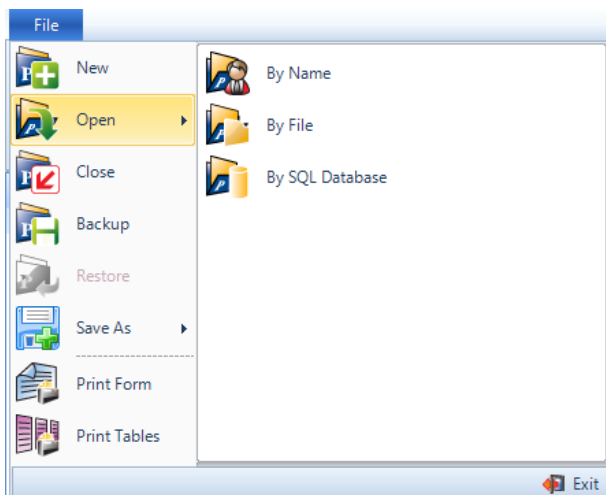 File
New
Open
Close
Backup
Restore
Save As
Print Form
Print Tables
By Name
By File
By SQL Database
Exit